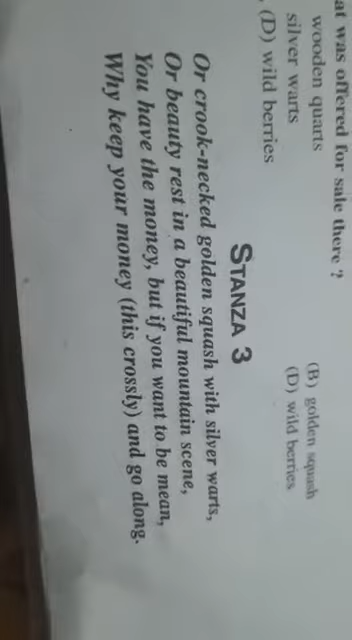 at was offered for sale there ?
wooden quarts
(B) golden squash
silver warts
(D) wild berries
, (D) wild berries
STANZA 3
Or crook-necked golden squash with silver warts,
Or beauty rest in a beautiful mountain scene,
You have the money, but if you want to be mean,
Why keep your money (this crossly) and go along.